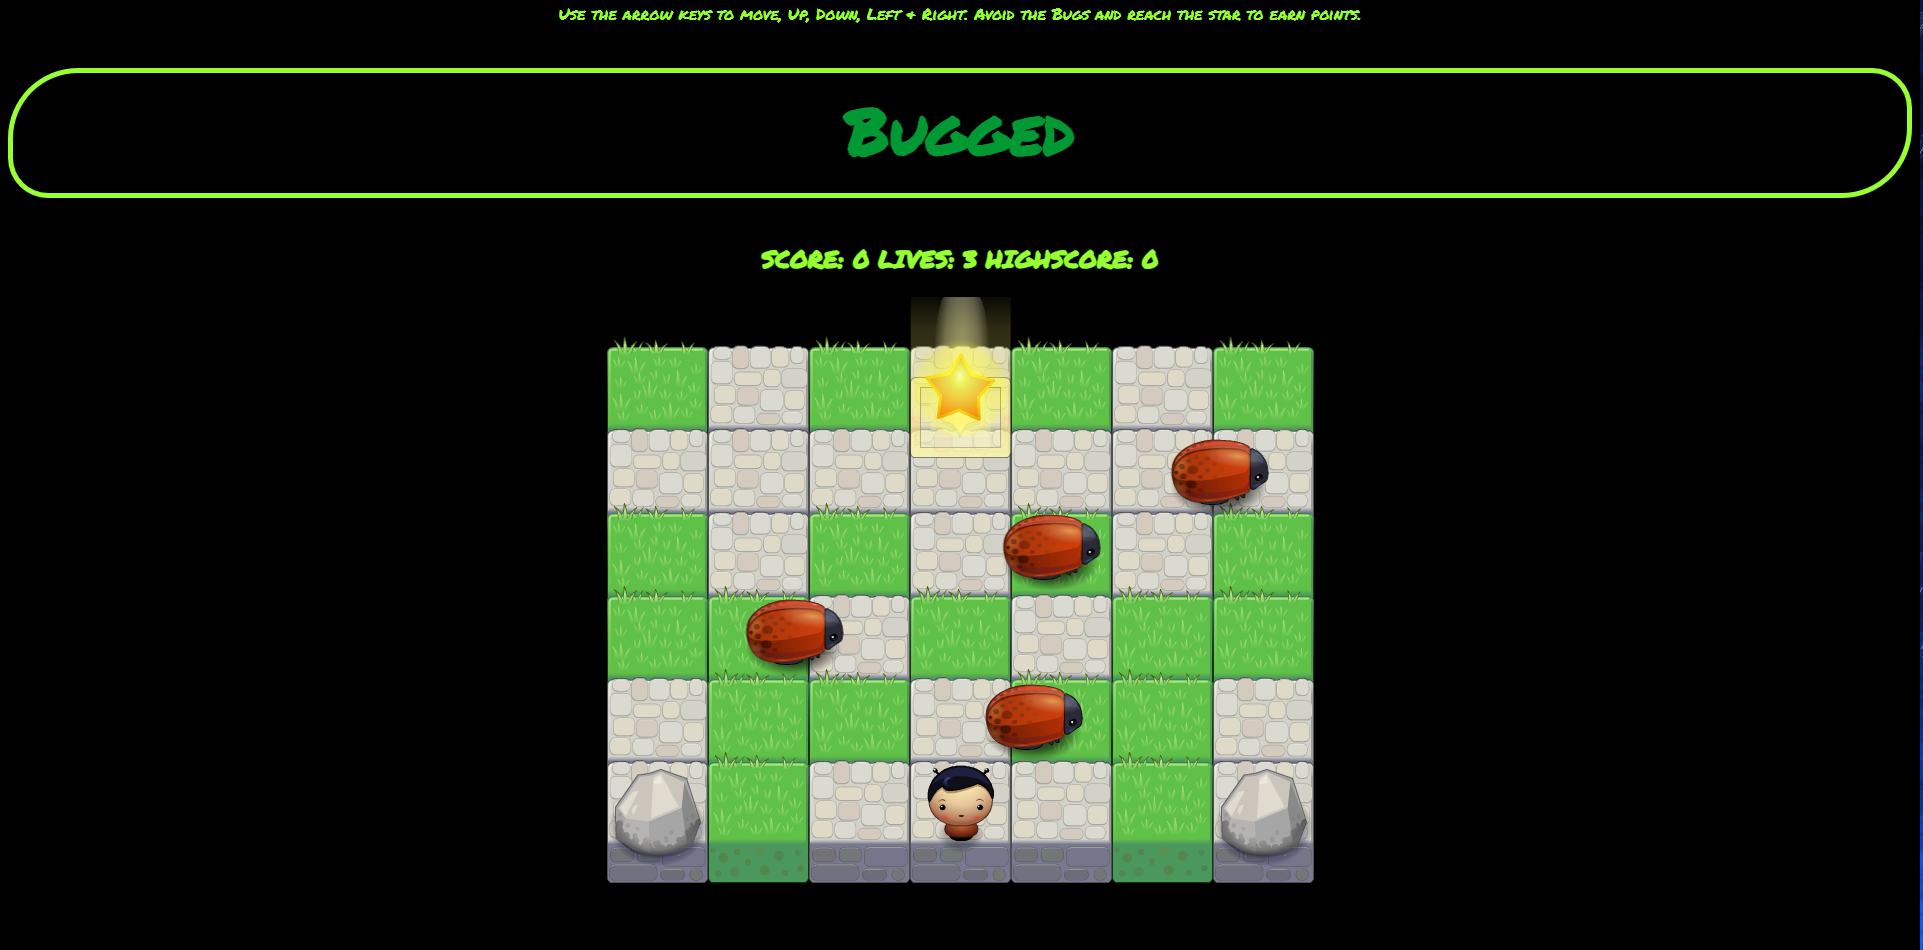 Use the arrow keys to move, Up, Down, Left & Right. Avoid the Bugs and reach the star to earn points.
Bugged
SCORE: 0 LIVES: 3 HIGHSCORE: 0